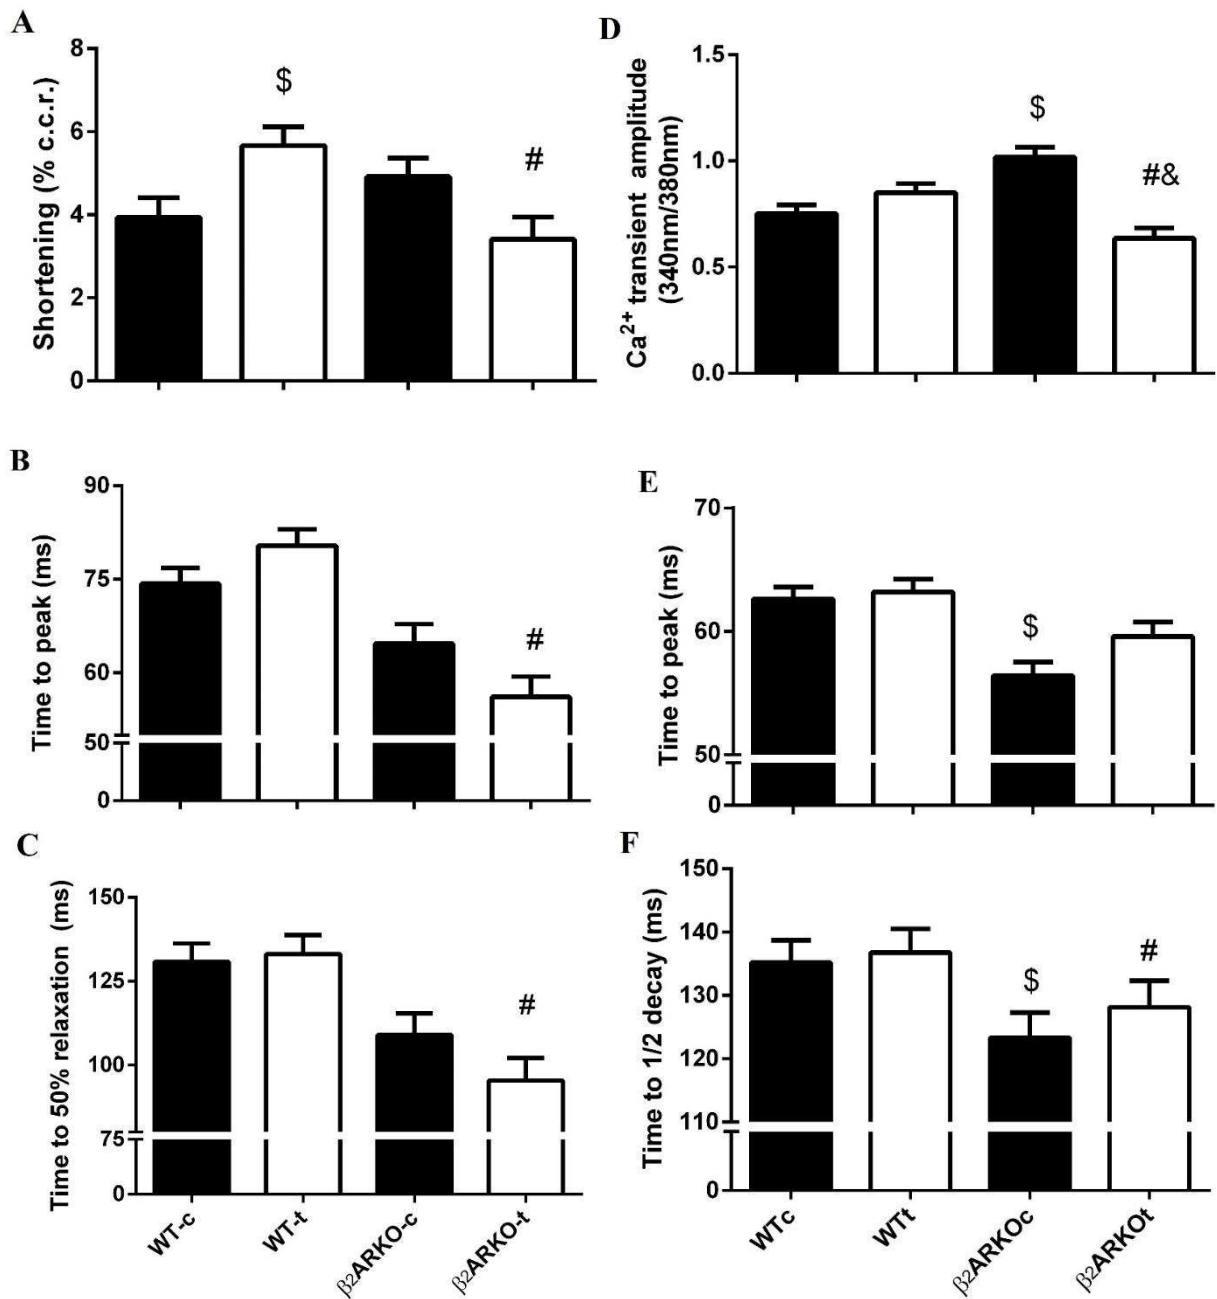 A
Shortening (% c.c.r.)
8
6
4
2
0
$
#
D
Ca2+ transient amplitude
(340nm/380nm)
1.5
1.0
0.5
0.0
$
#&
B
Time to peak (ms)
90
75
60
50
0
#
E
Time to peak (ms)
70
60
50
0
$
C
Time to 50% relaxation (ms)
150
125
100
75
75
0
#
WT-c
WT-t
β2ARKO-c
β2ARKO-t
F
Time to 1/2 decay (ms)
150
140
130
120
110
0
$
#
WTc
WTt
β2ARKOc
β2ARKOt